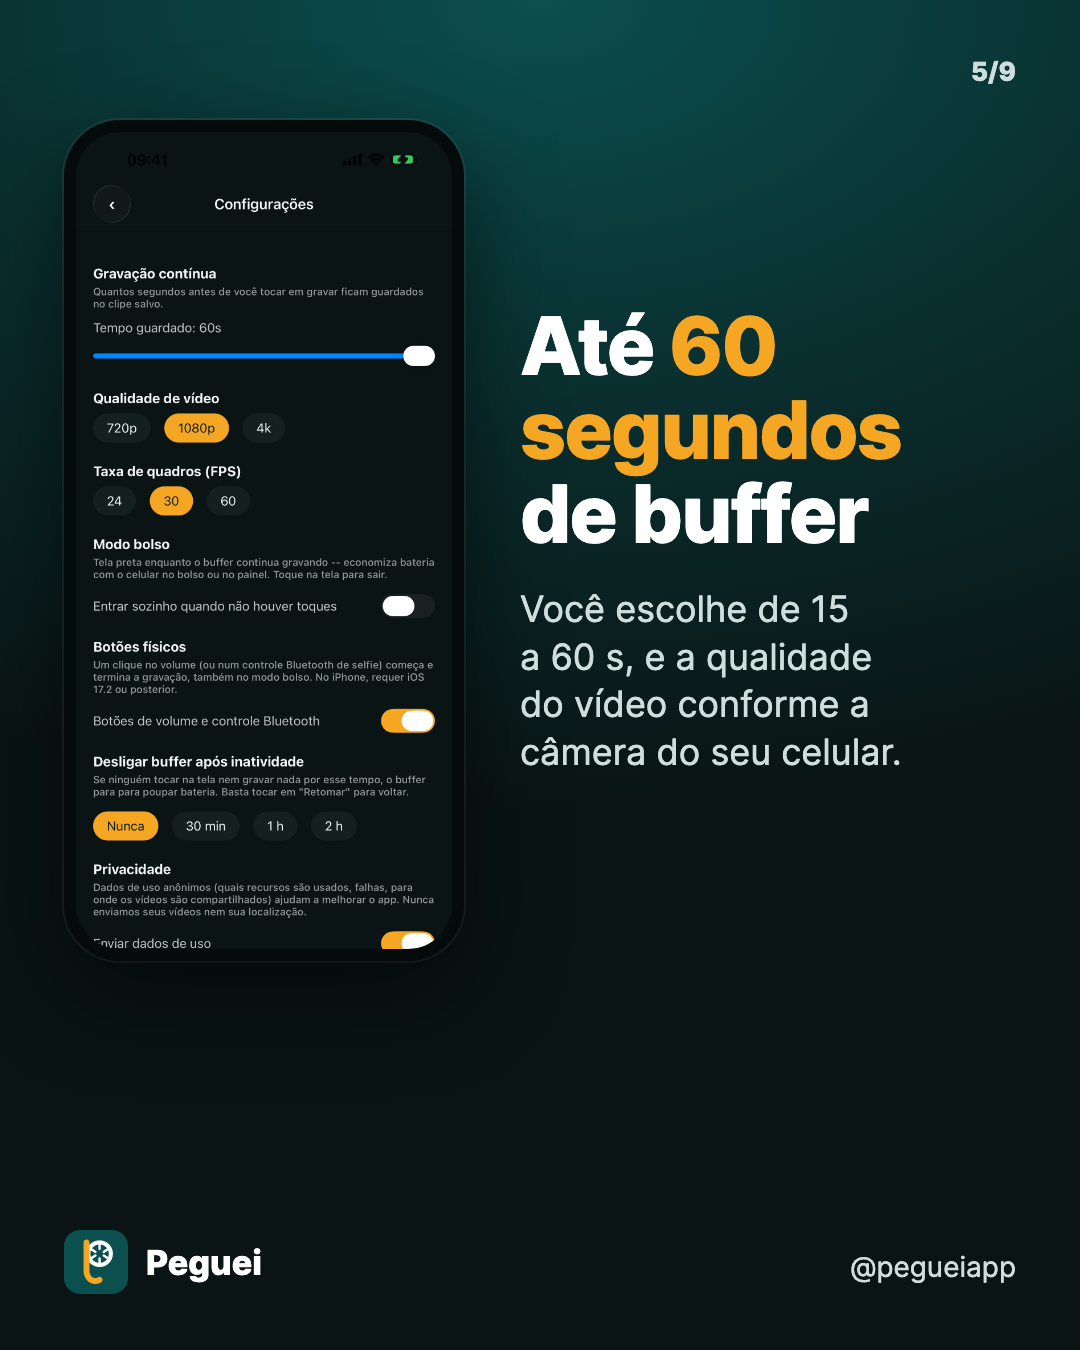 5/9
09:41
‹
Configurações
Gravação contínua
Quantos segundos antes de você tocar em gravar ficam guardados
no clipe salvo.
Tempo guardado: 60s
Qualidade de vídeo
720p 1080p 4k
Taxa de quadros (FPS)
24 30 60
Modo bolso
Tela preta enquanto o buffer continua gravando -- economiza bateria
com o celular no bolso ou no painel. Toque na tela para sair.
Entrar sozinho quando não houver toques
Botões físicos
Um clique no volume (ou num controle Bluetooth de selfie) começa e
termina a gravação, também no modo bolso. No iPhone, requer iOS
17.2 ou posterior.
Botões de volume e controle Bluetooth
Desligar buffer após inatividade
Se ninguém tocar na tela nem gravar nada por esse tempo, o buffer
para para poupar bateria. Basta tocar em "Retomar" para voltar.
Nunca 30 min 1 h 2 h
Privacidade
Dados de uso anônimos (quais recursos são usados, falhas, para
onde os vídeos são compartilhados) ajudam a melhorar o app. Nunca
enviamos seus vídeos nem sua localização.
Enviar dados de uso
Até 60
segundos
de buffer
Você escolhe de 15
a 60 s, e a qualidade
do vídeo conforme a
câmera do seu celular.
Peguei
@pegueiapp